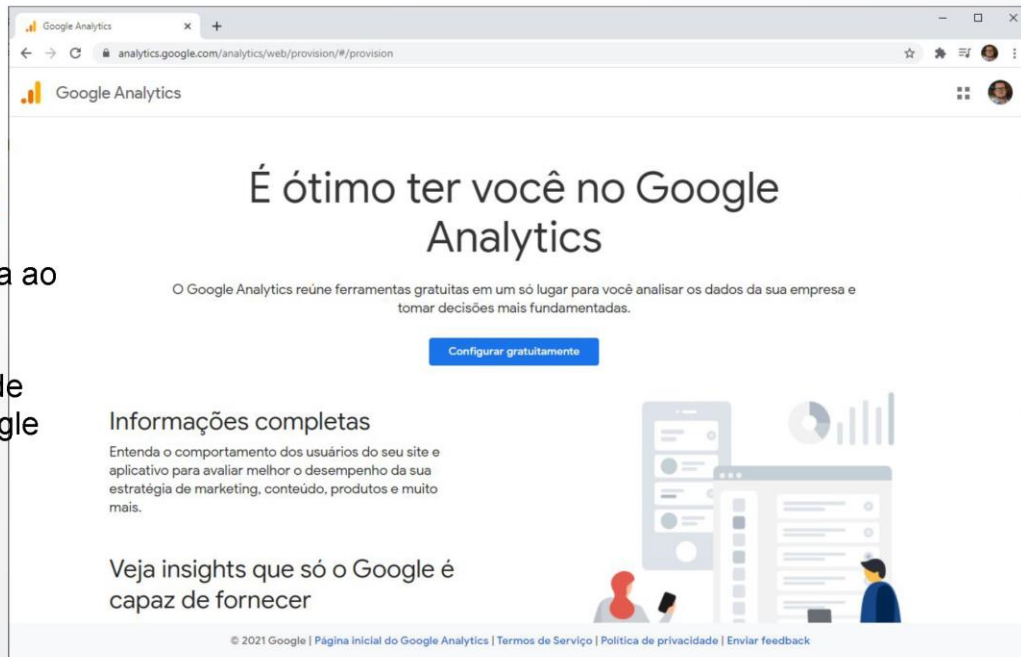 Google Analytics
analytics.google.com/analytics/web/provision/#/provision
Google Analytics
É ótimo ter você no Google
Analytics
a ao
O Google Analytics reúne ferramentas gratuitas em um só lugar para você analisar os dados da sua empresa e
tomar decisões mais fundamentadas.
Configurar gratuitamente
de
gle
Informações completas
Entenda o comportamento dos usuários do seu site e
aplicativo para avaliar melhor o desempenho da sua
estratégia de marketing, conteúdo, produtos e muito
mais.
Veja insights que só o Google é
capaz de fornecer
© 2021 Google | Página inicial do Google Analytics | Termos de Serviço | Política de privacidade | Enviar feedback